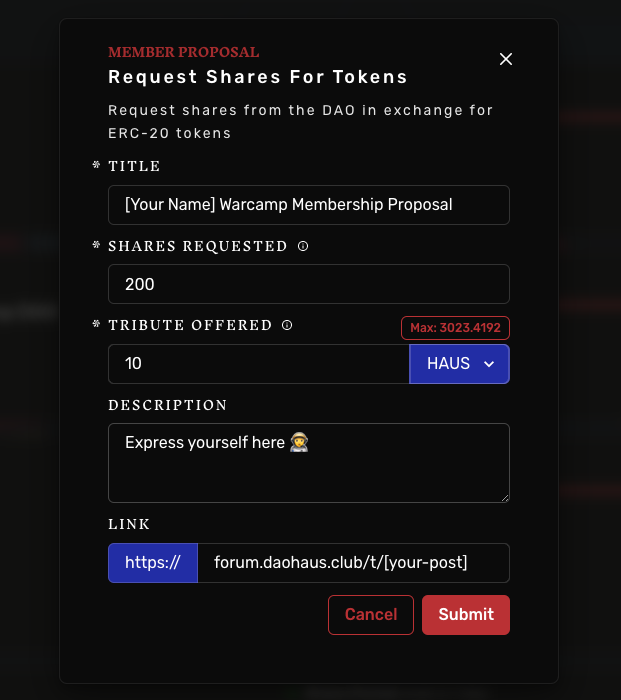 MEMBER PROPOSAL
Request Shares For Tokens
Request shares from the DAO in exchange for
ERC-20 tokens
* TITLE
[Your Name] Warcamp Membership Proposal
* SHARES REQUESTED
200
* TRIBUTE OFFERED
Max: 3023.4192
10
HAUS
DESCRIPTION
Express yourself here 🧑‍🚀
LINK
https:// forum.daohaus.club/t/[your-post]
Cancel Submit